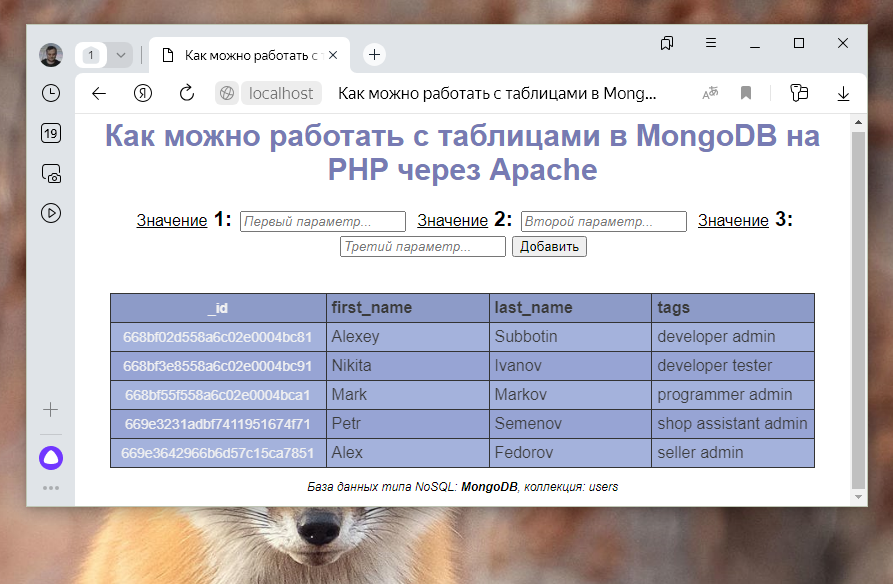 1
Как можно работать с
localhost
Как можно работать с таблицами в Mong...
19
Как можно работать с таблицами в MongoDB на
PHP через Apache
Значение 1: Первый параметр... Значение 2: Второй параметр... Значение 3:
Третий параметр... Добавить
_id first_name last_name tags
668bf02d558a6c02e0004bc81 Alexey Subbotin developer admin
668bf3e8558a6c02e0004bc91 Nikita Ivanov developer tester
668bf55f558a6c02e0004bca1 Mark Markov programmer admin
669e3231adbf7411951674f71 Petr Semenov shop assistant admin
669e3642966b6d57c15ca7851 Alex Fedorov seller admin
База данных типа NoSQL: MongoDB, коллекция: users